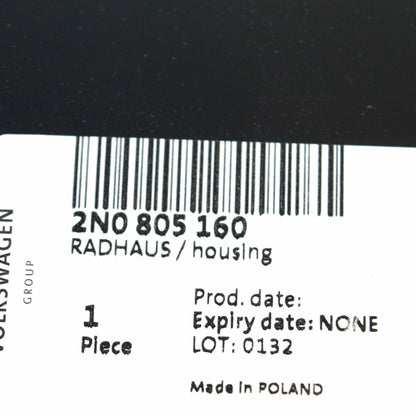 2N0 805 160
RADHAUS / housing
VOLKSWAGEN
GROUP
1
Piece
Prod. date:
Expiry date: NONE
LOT: 0132
Made in POLAND